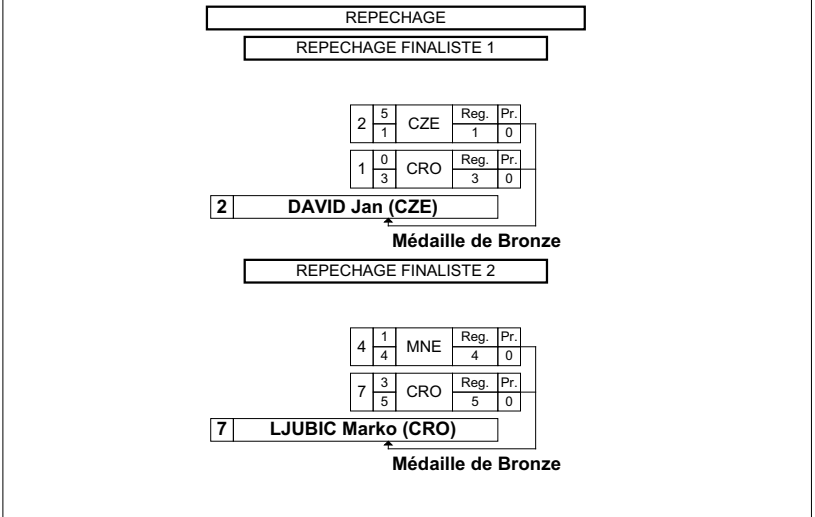 REPECHAGE
REPECHAGE FINALISTE 1
2 5 CZE Reg. Pr.
1 1 0
1 0 CRO Reg. Pr.
3 3 0
2 DAVID Jan (CZE)
Médaille de Bronze
REPECHAGE FINALISTE 2
4 1 MNE Reg. Pr.
4 4 0
7 3 CRO Reg. Pr.
5 5 0
7 LJUBIC Marko (CRO)
Médaille de Bronze